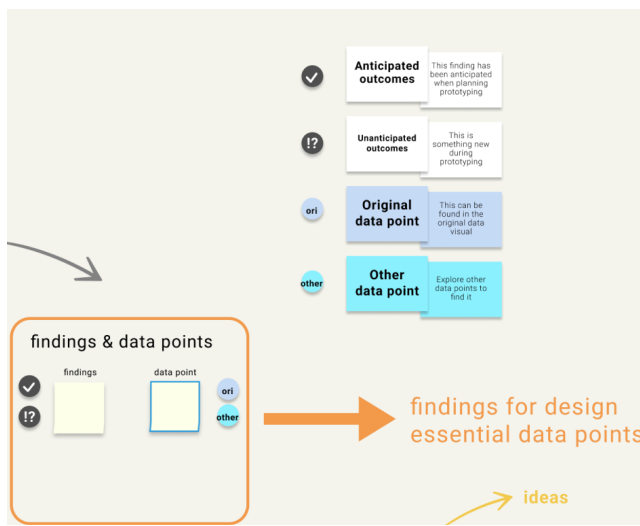 Anticipated
outcomes
This finding has
been anticipated
when planning
prototyping
!?
Unanticipated
outcomes
This is
something new
during
prototyping
ori
Original
data point
This can be
found in the
original data
visual
other
Other
data point
Explore other
data points to
find it
findings & data points
findings
data point
!?
ori
other
findings for design
essential data points
ideas